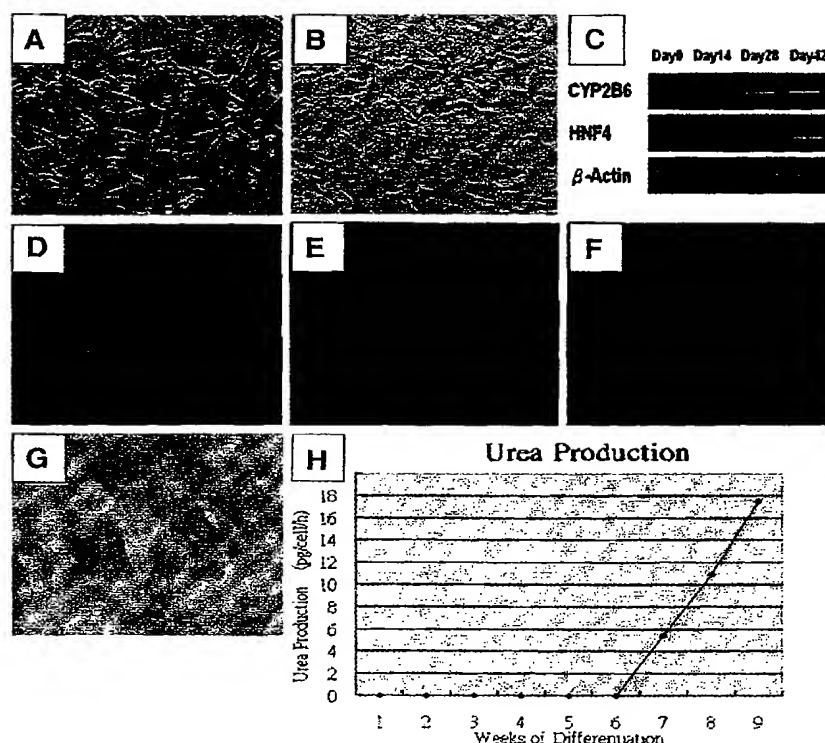 A
B
C
Day0 Day14 Day28 Day42
CYP2B6
HNF4
β-Actin
D
E
F
G
H
Urea Production
Urea Production (pg/cell/h)
18
16
14
12
10
8
6
4
2
0
1 2 3 4 5 6 7 8 9
Weeks of Differenuation